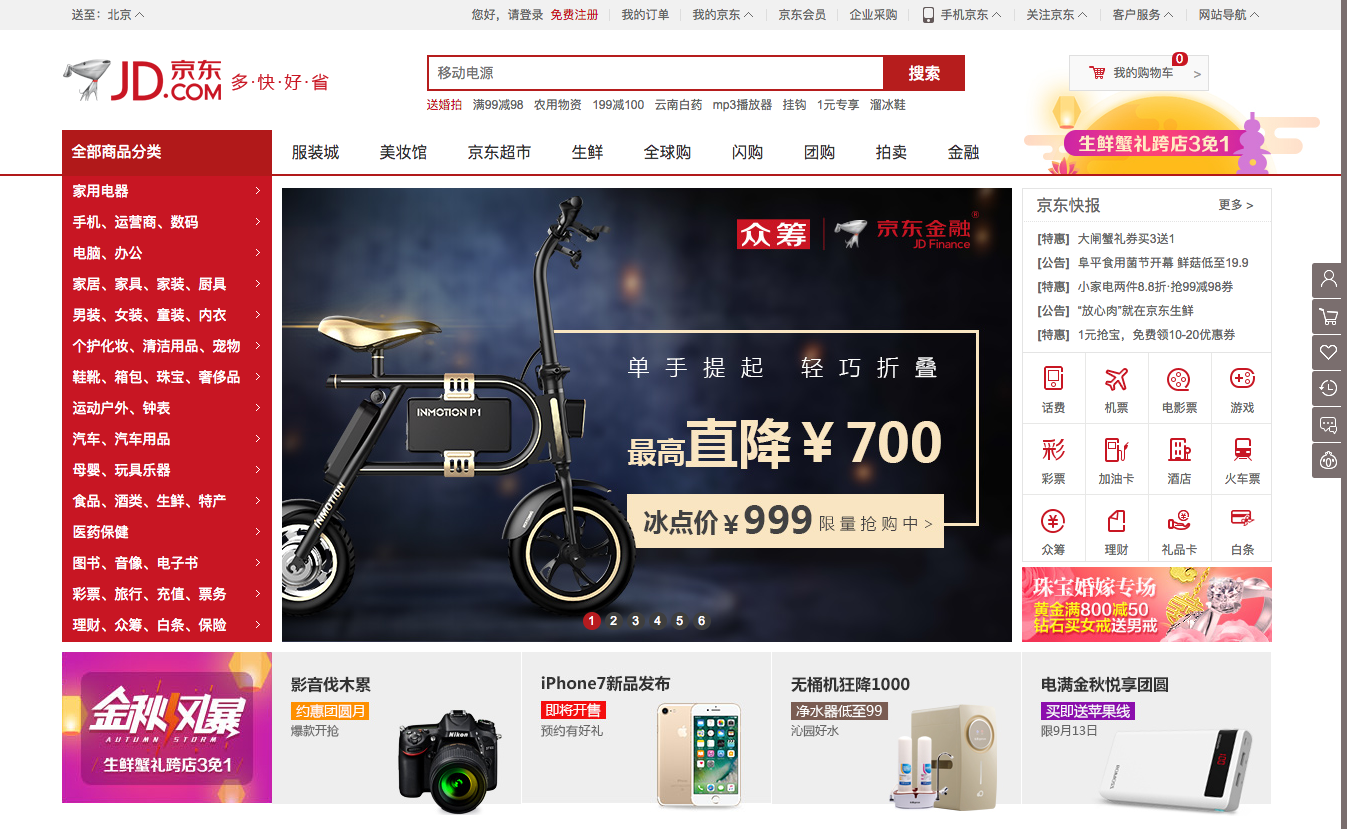 送至：北京
您好，请登录 免费注册
我的订单
我的京东
京东会员
企业采购
手机京东
关注京东
客户服务
网站导航
JD.COM 京东
多·快·好·省
移动电源
搜索
0
我的购物车 >
送婚拍 满99减98 农用物资 199减100 云南白药 mp3播放器 挂钩 1元专享 溜冰鞋
生鲜蟹礼跨店3免1
全部商品分类
服装城 美妆馆 京东超市 生鲜 全球购 闪购 团购 拍卖 金融
家用电器
手机、运营商、数码
电脑、办公
家居、家具、家装、厨具
男装、女装、童装、内衣
个护化妆、清洁用品、宠物
鞋靴、箱包、珠宝、奢侈品
运动户外、钟表
汽车、汽车用品
母婴、玩具乐器
食品、酒类、生鲜、特产
医药保健
图书、音像、电子书
彩票、旅行、充值、票务
理财、众筹、白条、保险
众筹
京东金融®
JD Finance
单手提起 轻巧折叠
INMOTION P1
最高直降¥700
INMOTION
冰点价¥999 限量抢购中 >
1 2 3 4 5 6
京东快报
更多 >
[特惠] 大闸蟹礼券买3送1
[公告] 阜平食用菌节开幕 鲜菇低至19.9
[特惠] 小家电两件8.8折·抢99减98券
[公告] “放心肉”就在京东生鲜
[特惠] 1元抢宝，免费领10-20优惠券
话费 机票 电影票 游戏
彩
彩票 加油卡 酒店 火车票
众筹 理财 礼品卡 白条
珠宝婚嫁专场
黄金满800减50
钻石买女戒送男戒
金秋风暴
AUTUMN STORM
生鲜蟹礼跨店3免1
影音伐木累
约惠团圆月
爆款开抢
Nikon
iPhone7新品发布
即将开售
预约有好礼
无桶机狂降1000
净水器低至99
沁园好水
电满金秋悦享团圆
买即送苹果线
限9月13日
ROMOSS